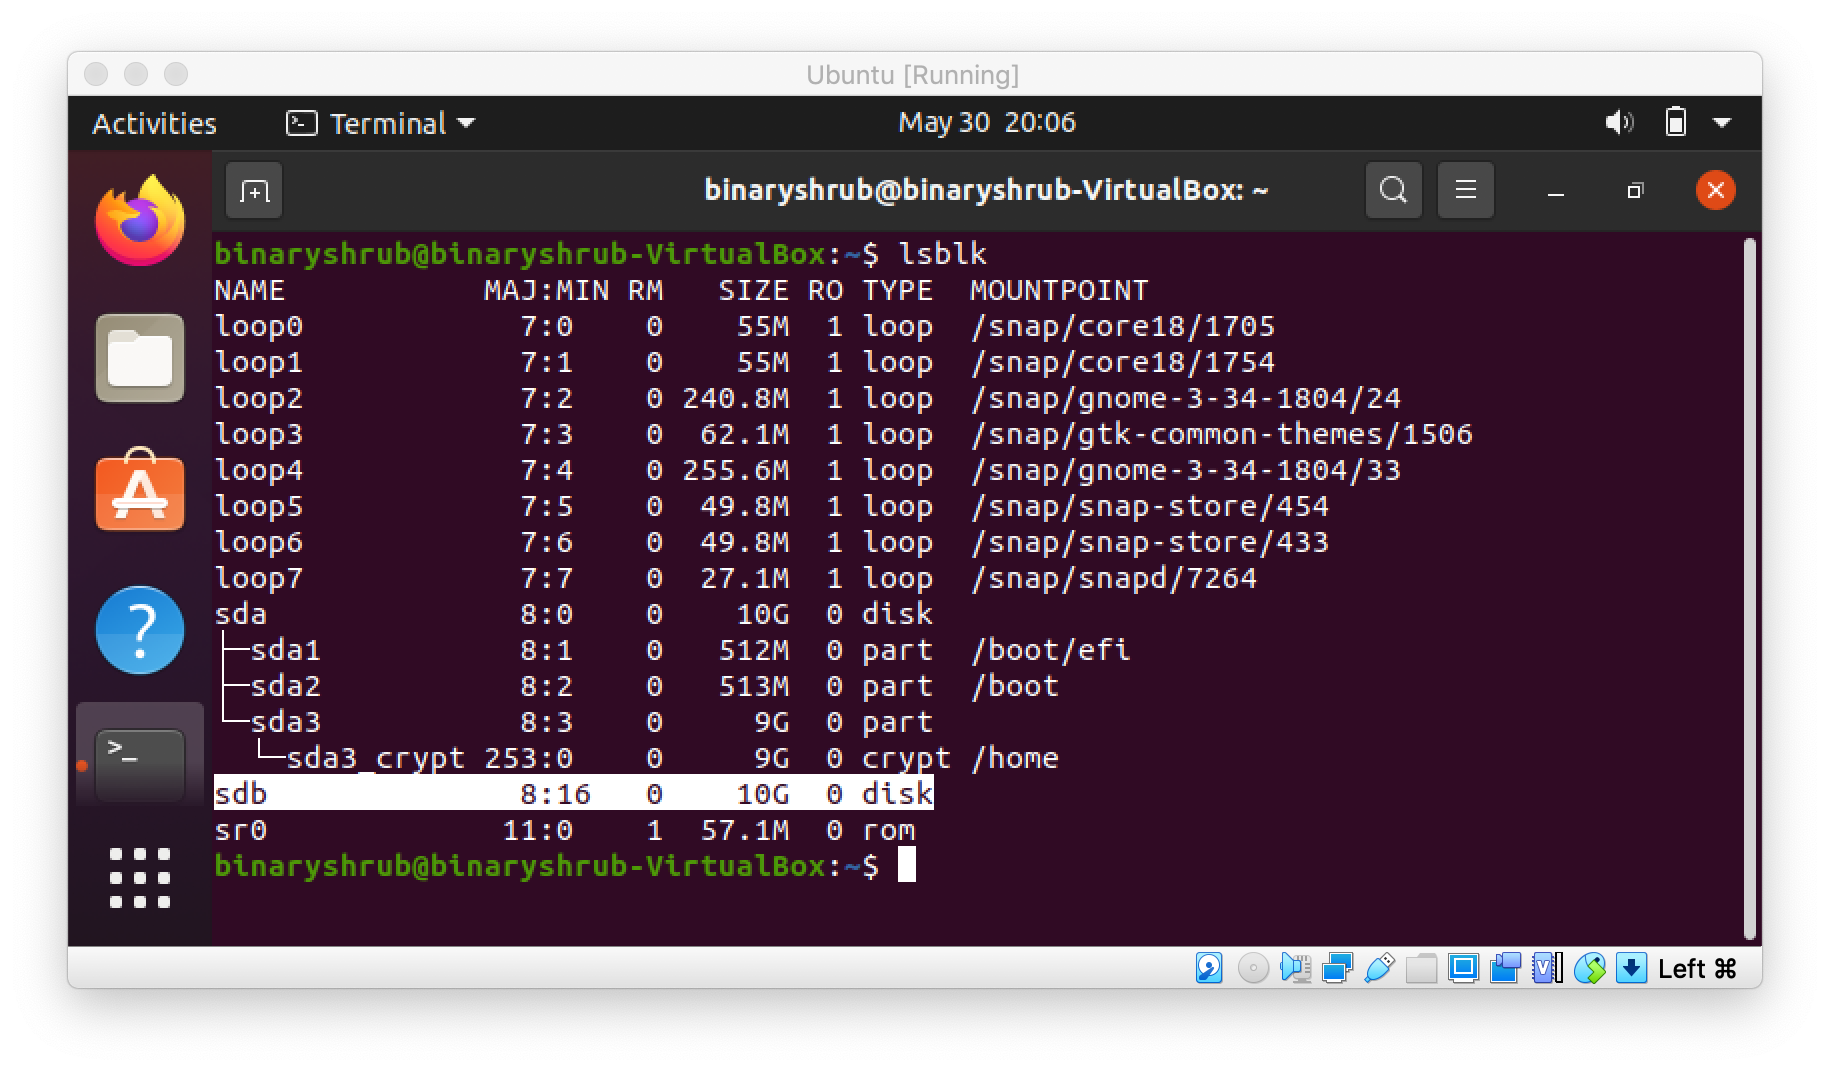 Ubuntu [Running]
Activities Terminal May 30 20:06
binaryshrub@binaryshrub-VirtualBox: ~
binaryshrub@binaryshrub-VirtualBox:~$ lsblk
NAME MAJ:MIN RM SIZE RO TYPE MOUNTPOINT
loop0 7:0 0 55M 1 loop /snap/core18/1705
loop1 7:1 0 55M 1 loop /snap/core18/1754
loop2 7:2 0 240.8M 1 loop /snap/gnome-3-34-1804/24
loop3 7:3 0 62.1M 1 loop /snap/gtk-common-themes/1506
loop4 7:4 0 255.6M 1 loop /snap/gnome-3-34-1804/33
loop5 7:5 0 49.8M 1 loop /snap/snap-store/454
loop6 7:6 0 49.8M 1 loop /snap/snap-store/433
loop7 7:7 0 27.1M 1 loop /snap/snapd/7264
sda 8:0 0 10G 0 disk
├─sda1 8:1 0 512M 0 part /boot/efi
├─sda2 8:2 0 513M 0 part /boot
└─sda3 8:3 0 9G 0 part
└─sda3_crypt 253:0 0 9G 0 crypt /home
sdb 8:16 0 10G 0 disk
sr0 11:0 1 57.1M 0 rom
binaryshrub@binaryshrub-VirtualBox:~$
Left ⌘